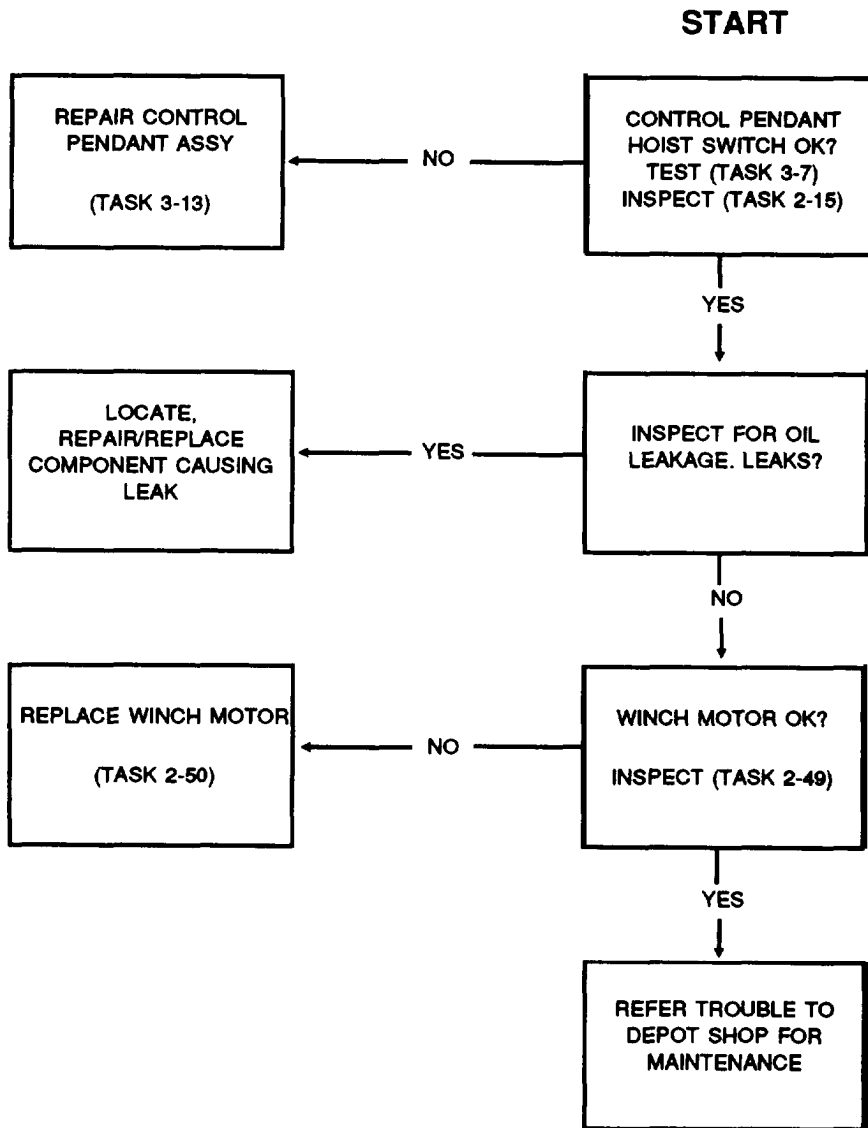 START
REPAIR CONTROL
PENDANT ASSY
(TASK 3-13)
NO
CONTROL PENDANT
HOIST SWITCH OK?
TEST (TASK 3-7)
INSPECT (TASK 2-15)
YES
LOCATE,
REPAIR/REPLACE
COMPONENT CAUSING
LEAK
YES
INSPECT FOR OIL
LEAKAGE. LEAKS?
NO
REPLACE WINCH MOTOR
(TASK 2-50)
NO
WINCH MOTOR OK?
INSPECT (TASK 2-49)
YES
REFER TROUBLE TO
DEPOT SHOP FOR
MAINTENANCE